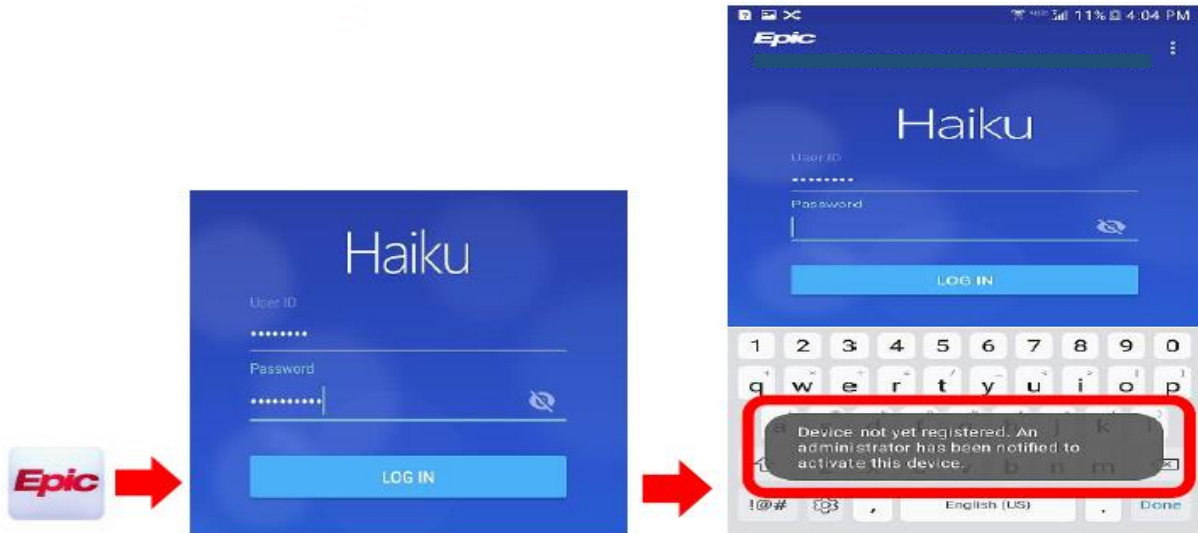 Epic
Haiku
User ID
••••••••
Password
••••••••••
LOG IN
11% 4:04 PM
Epic
Haiku
User ID
••••••••
Password
LOG IN
1 2 3 4 5 6 7 8 9 0
q w e r t y u i o p
Device not yet registered. An
administrator has been notified to
activate this device.
!@# , English (US) . Done